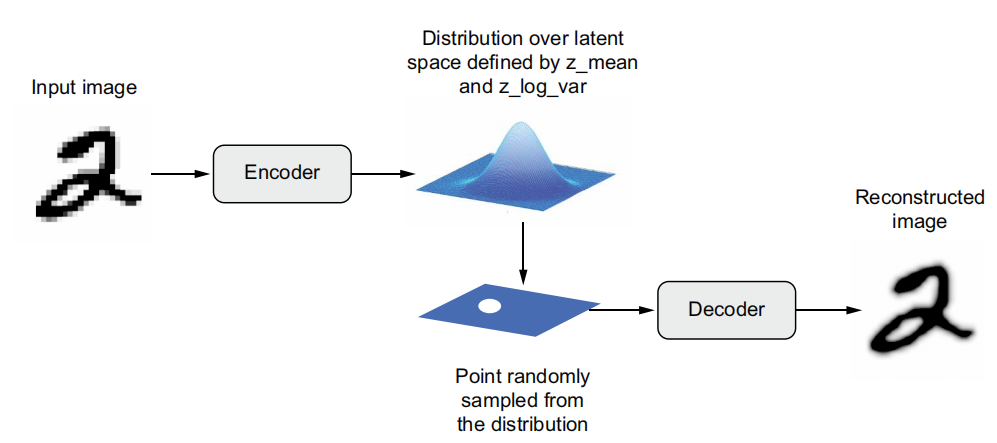 Input image
Encoder
Distribution over latent
space defined by z_mean
and z_log_var
Point randomly
sampled from
the distribution
Decoder
Reconstructed
image